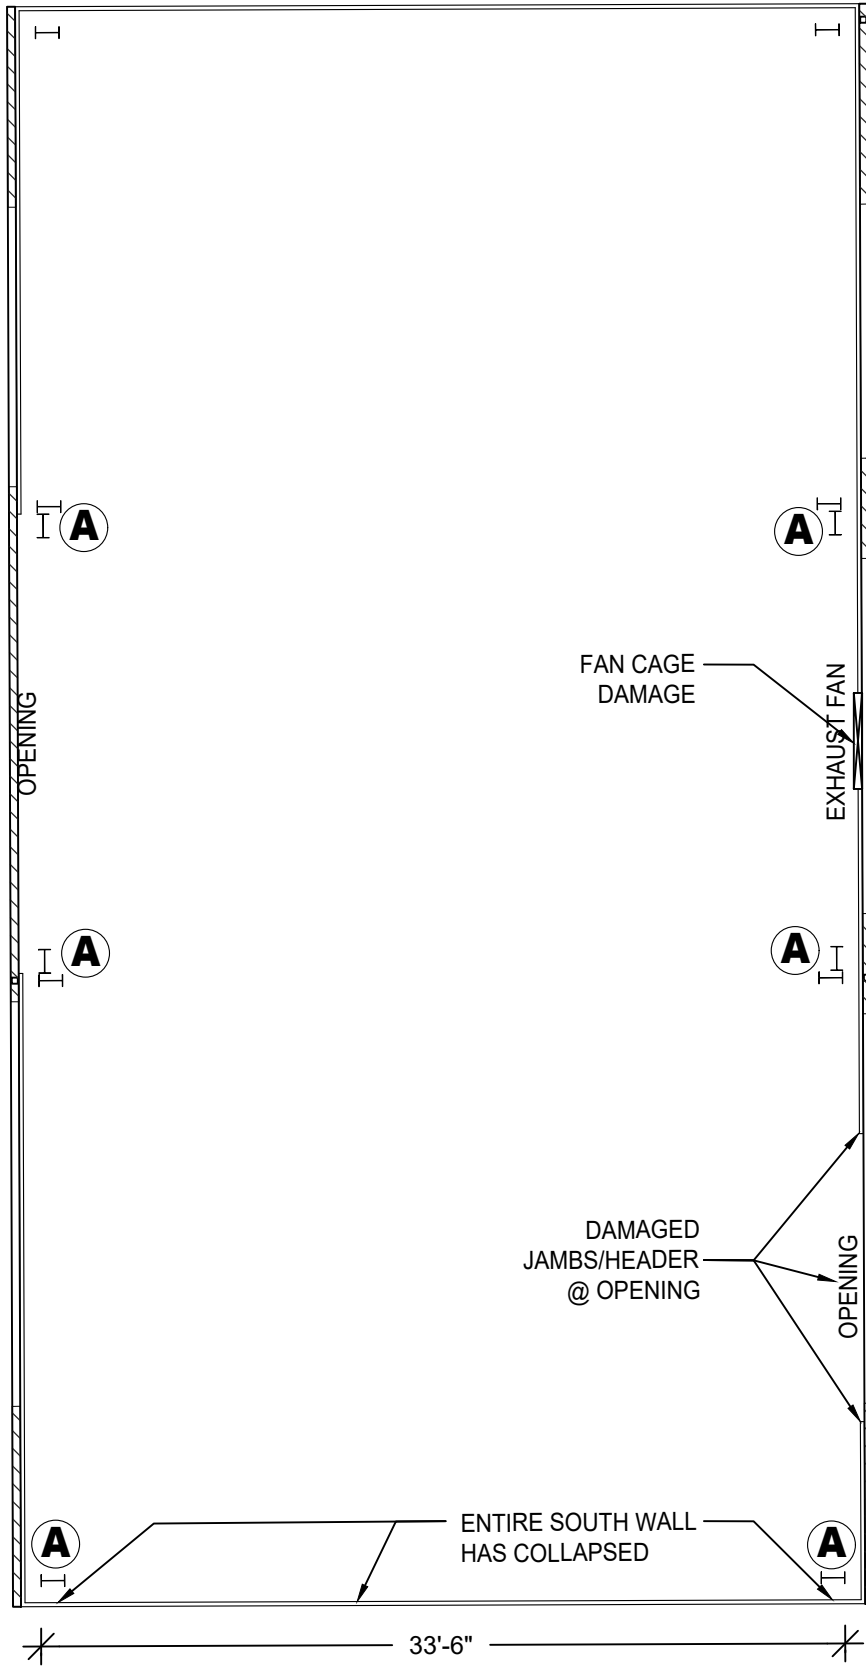 A
A
FAN CAGE
DAMAGE
EXHAUST FAN
OPENING
A
A
DAMAGED
JAMBS/HEADER
@ OPENING
OPENING
ENTIRE SOUTH WALL
HAS COLLAPSED
A
A
33'-6"